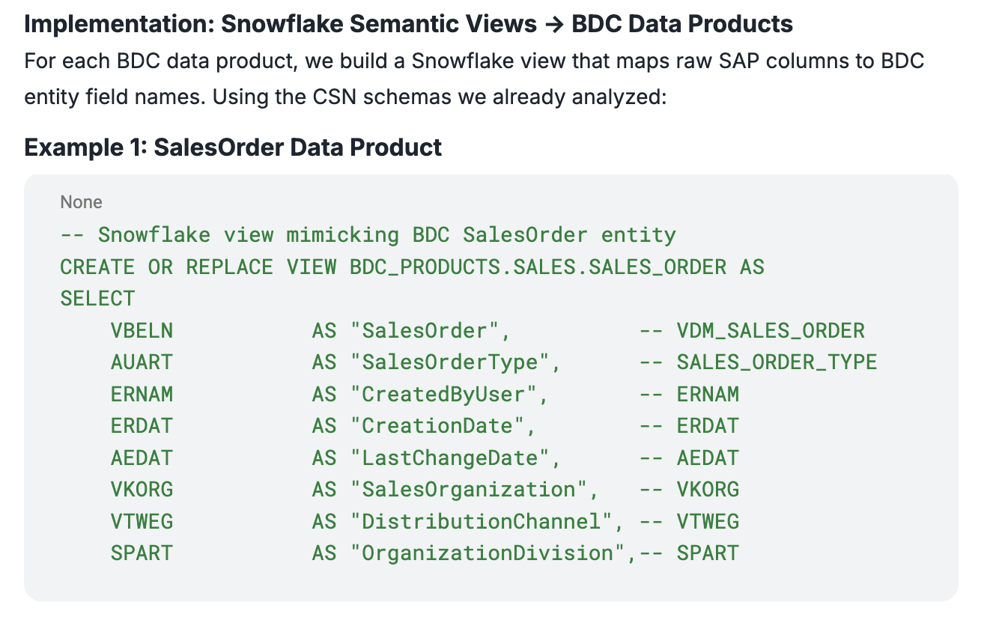 Implementation: Snowflake Semantic Views → BDC Data Products
For each BDC data product, we build a Snowflake view that maps raw SAP columns to BDC
entity field names. Using the CSN schemas we already analyzed:
Example 1: SalesOrder Data Product
None
-- Snowflake view mimicking BDC SalesOrder entity
CREATE OR REPLACE VIEW BDC_PRODUCTS.SALES.SALES_ORDER AS
SELECT
    VBELN           AS "SalesOrder",          -- VDM_SALES_ORDER
    AUART           AS "SalesOrderType",      -- SALES_ORDER_TYPE
    ERNAM           AS "CreatedByUser",       -- ERNAM
    ERDAT           AS "CreationDate",        -- ERDAT
    AEDAT           AS "LastChangeDate",      -- AEDAT
    VKORG           AS "SalesOrganization",   -- VKORG
    VTWEG           AS "DistributionChannel", -- VTWEG
    SPART           AS "OrganizationDivision",-- SPART